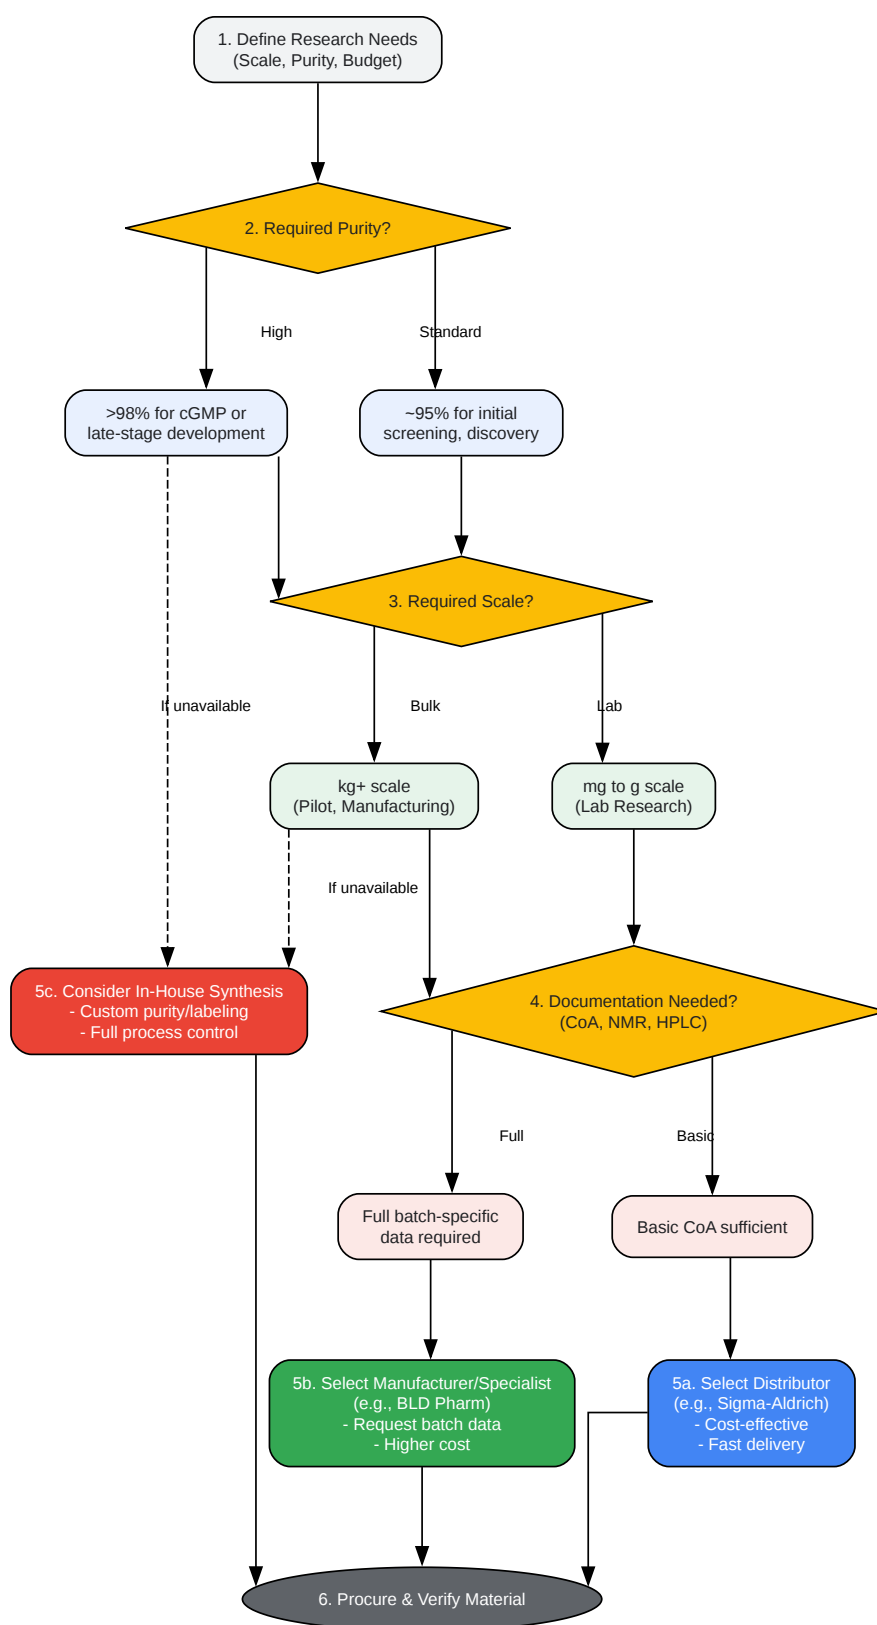 1. Define Research Needs
(Scale, Purity, Budget)
2. Required Purity?
High
Standard
>98% for cGMP or
late-stage development
~95% for initial
screening, discovery
3. Required Scale?
If unavailable
Bulk
Lab
kg+ scale
(Pilot, Manufacturing)
mg to g scale
(Lab Research)
If unavailable
5c. Consider In-House Synthesis
- Custom purity/labeling
- Full process control
4. Documentation Needed?
(CoA, NMR, HPLC)
Full
Basic
Full batch-specific
data required
Basic CoA sufficient
5b. Select Manufacturer/Specialist
(e.g., BLD Pharm)
- Request batch data
- Higher cost
5a. Select Distributor
(e.g., Sigma-Aldrich)
- Cost-effective
- Fast delivery
6. Procure & Verify Material